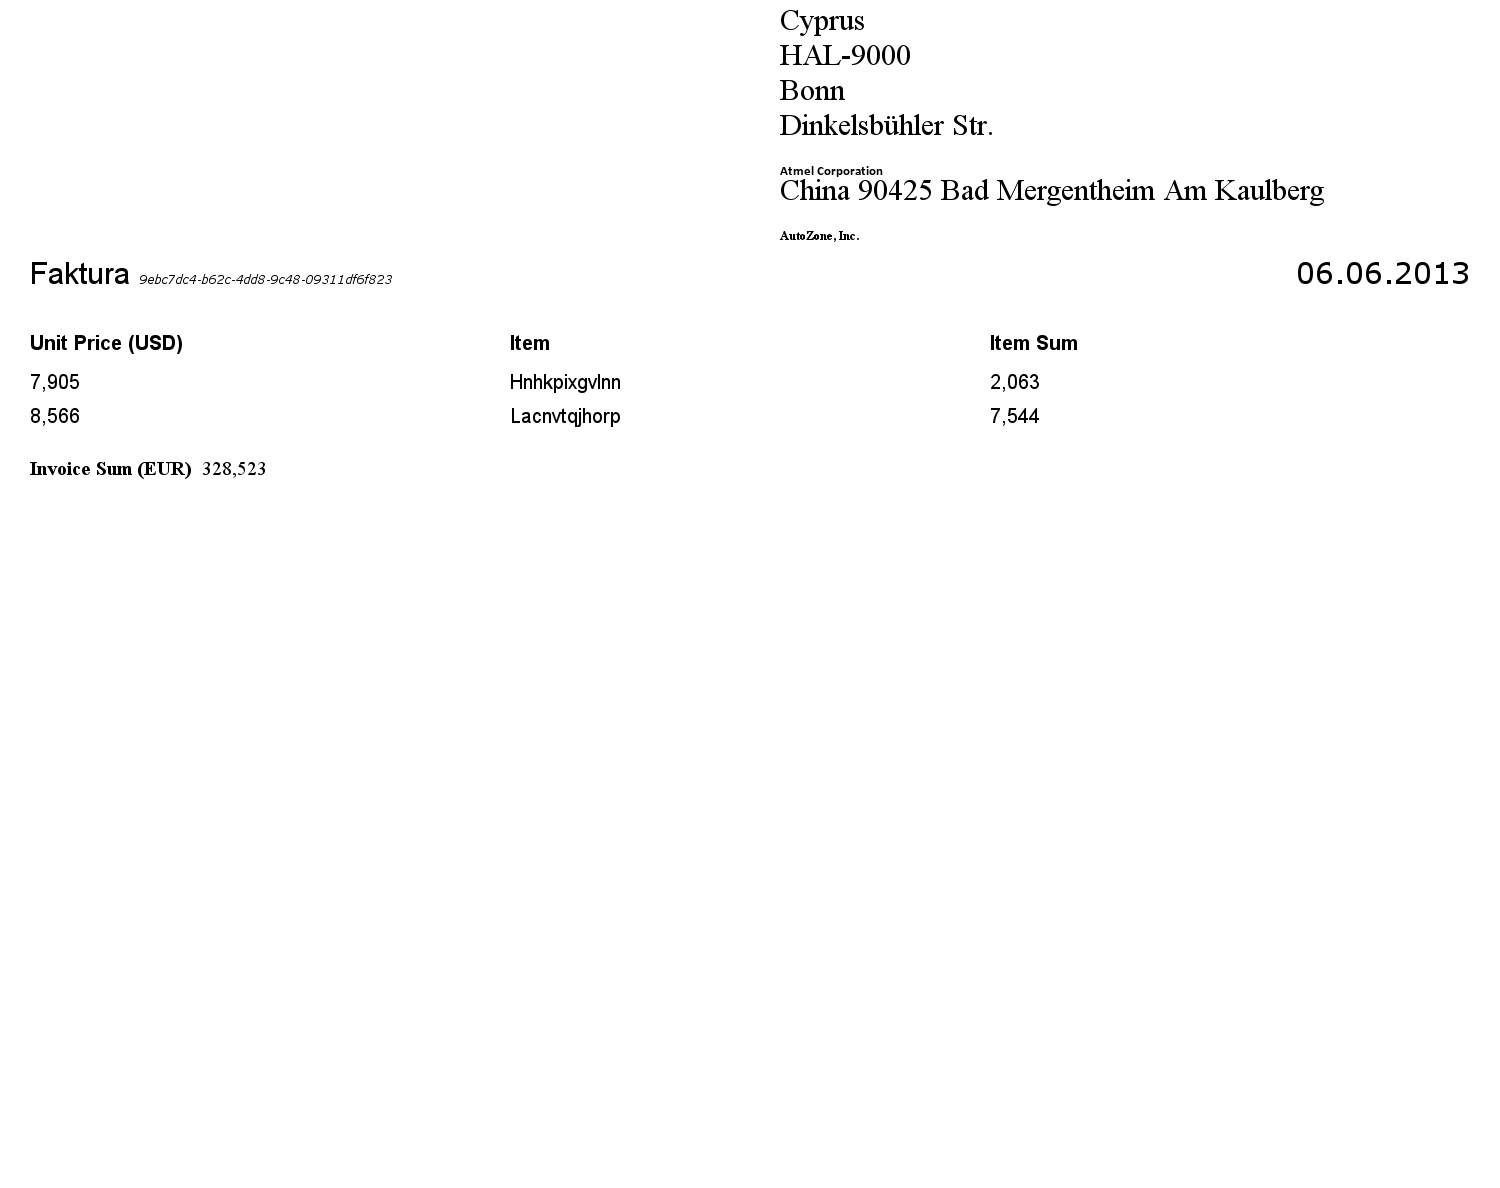 Cyprus
HAL-9000
Bonn
Dinkelsbühler Str.
Atmel Corporation
China 90425 Bad Mergentheim Am Kaulberg
AutoZone, Inc.
Faktura 9ebc7dc4-b62c-4dd8-9c48-09311df6f823 06.06.2013
Unit Price (USD) Item Item Sum
7,905 Hnhkpixgvlnn 2,063
8,566 Lacnvtqjhorp 7,544
Invoice Sum (EUR) 328,523